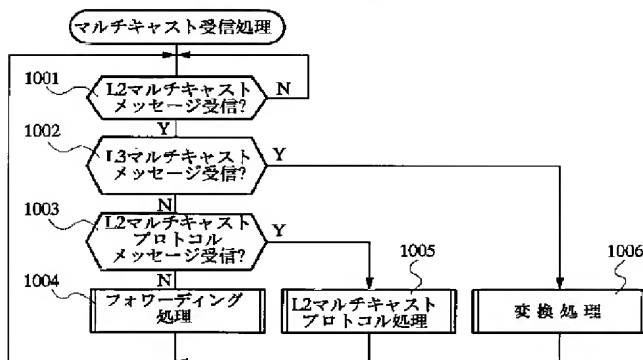 マルチキャスト受信処理
1001
L2マルチキャスト
メッセージ受信?
N
Y
1002
L3マルチキャスト
メッセージ受信?
Y
N
1003
L2マルチキャスト
プロトコル
メッセージ受信?
Y
N
1004
フォワーディング
処理
1005
L2マルチキャスト
プロトコル処理
1006
変換処理